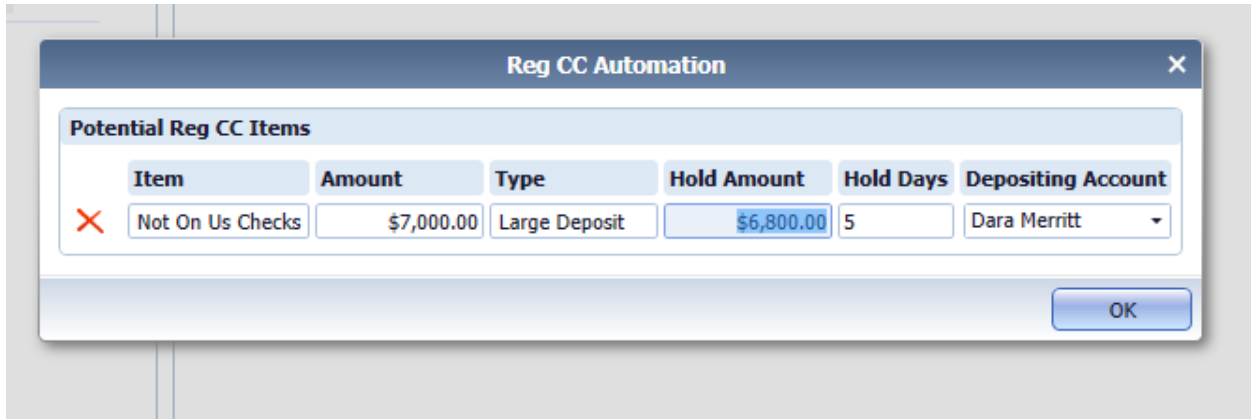 Reg CC Automation
Potential Reg CC Items
Item Amount Type Hold Amount Hold Days Depositing Account
Not On Us Checks $7,000.00 Large Deposit $6,800.00 5 Dara Merritt
OK